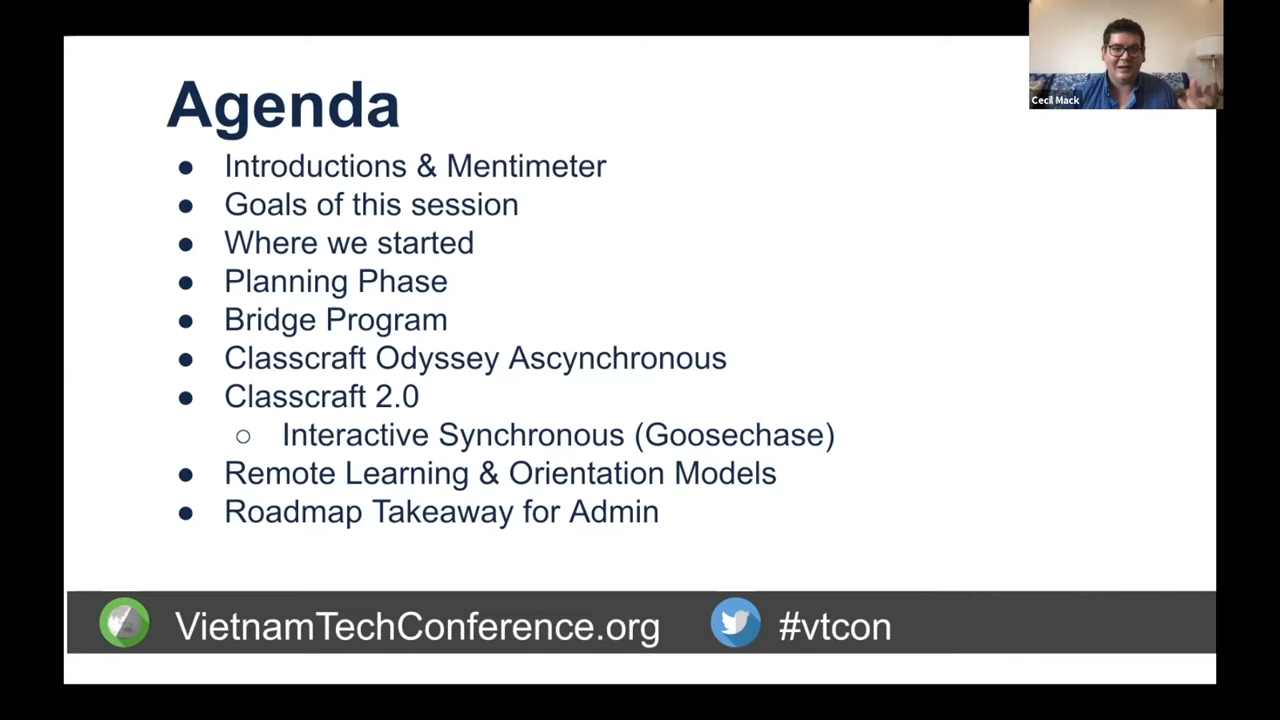 Agenda
● Introductions & Mentimeter
● Goals of this session
● Where we started
● Planning Phase
● Bridge Program
● Classcraft Odyssey Ascynchronous
● Classcraft 2.0
○ Interactive Synchronous (Goosechase)
● Remote Learning & Orientation Models
● Roadmap Takeaway for Admin
Cecil Mack
VietnamTechConference.org
#vtcon